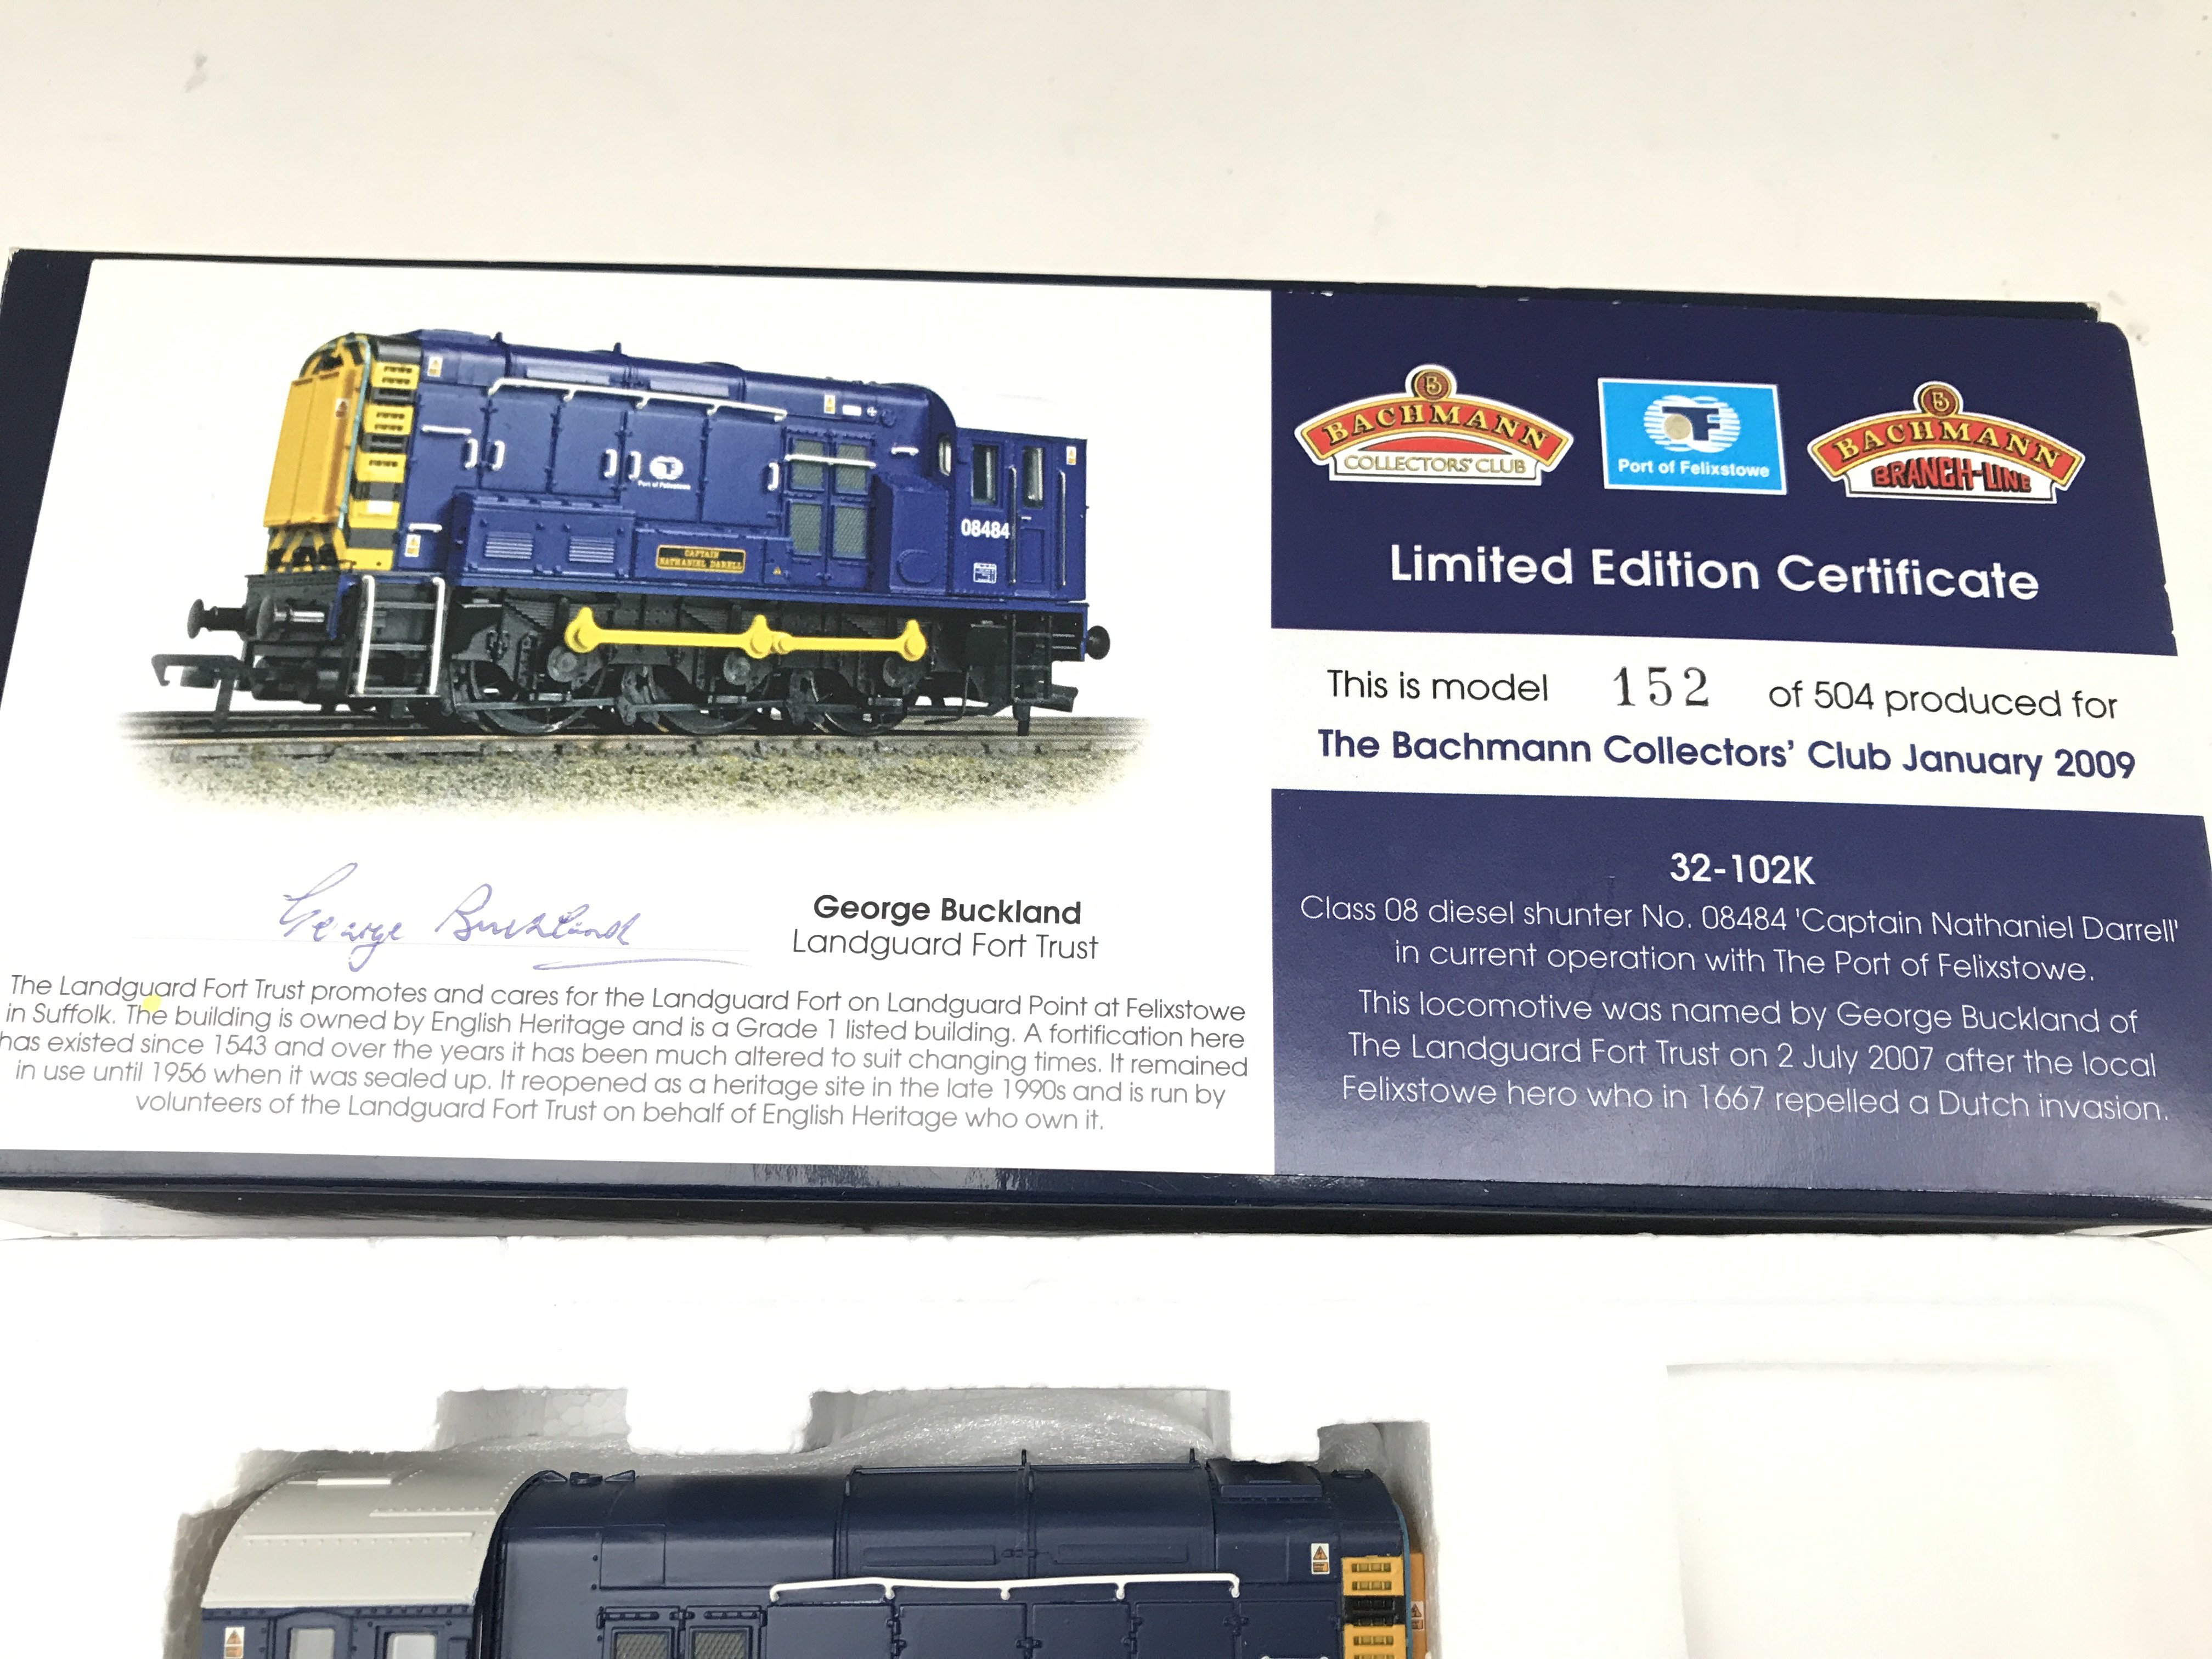 Port of Felixstowe
08484
CAPTAIN
NATHANIEL DARELL
George Buckland
George Buckland
Landguard Fort Trust
The Landguard Fort Trust promotes and cares for the Landguard Fort on Landguard Point at Felixstowe
in Suffolk. The building is owned by English Heritage and is a Grade 1 listed building. A fortification here
has existed since 1543 and over the years it has been much altered to suit changing times. It remained
in use until 1956 when it was sealed up. It reopened as a heritage site in the late 1990s and is run by
volunteers of the Landguard Fort Trust on behalf of English Heritage who own it.
BACHMANN
COLLECTORS' CLUB
Port of Felixstowe
BACHMANN
BRANCH-LINE
Limited Edition Certificate
This is model 152 of 504 produced for
The Bachmann Collectors' Club January 2009
32-102K
Class 08 diesel shunter No. 08484 'Captain Nathaniel Darrell'
in current operation with The Port of Felixstowe.
This locomotive was named by George Buckland of
The Landguard Fort Trust on 2 July 2007 after the local
Felixstowe hero who in 1667 repelled a Dutch invasion.